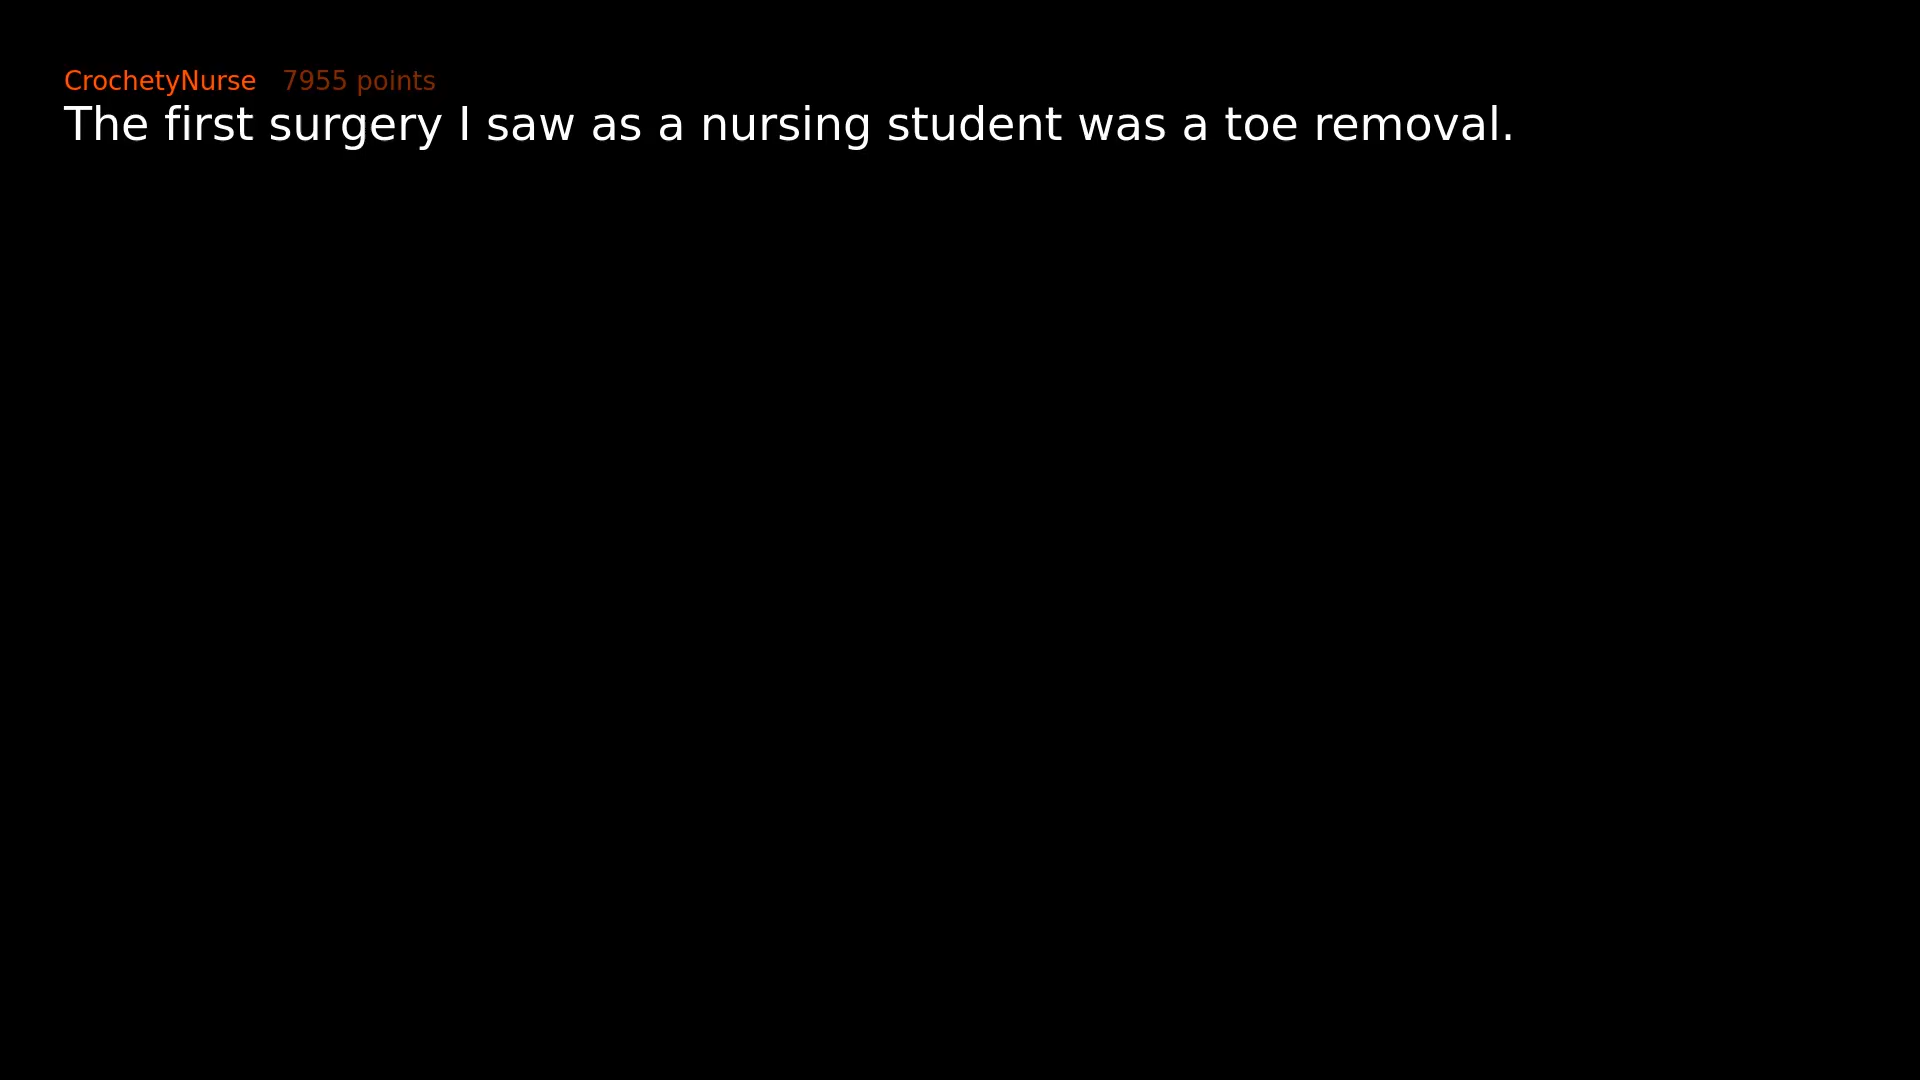 CrochetyNurse 7955 points
The first surgery I saw as a nursing student was a toe removal.